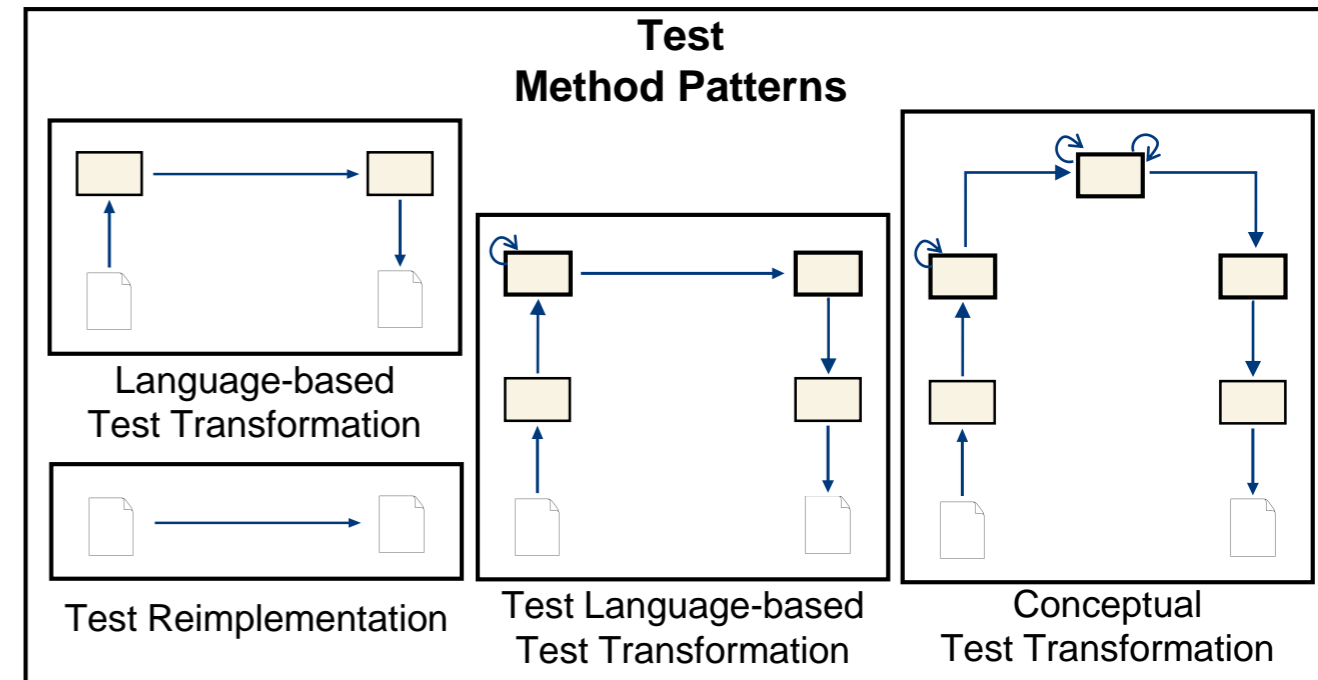 Test
Method Patterns
Language-based
Test Transformation
Test Reimplementation
Test Language-based
Test Transformation
Conceptual
Test Transformation